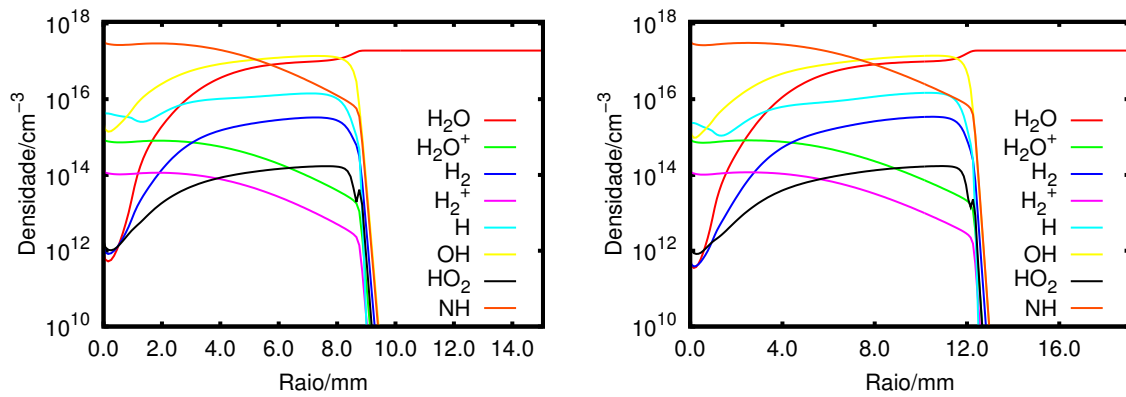 10^18
10^16
10^14
10^12
10^10
Densidade/cm^−3
0.0 2.0 4.0 6.0 8.0 10.0 12.0 14.0
Raio/mm
H₂O
H₂O⁺
H₂
H₂⁺
H
OH
HO₂
NH
10^18
10^16
10^14
10^12
10^10
Densidade/cm^−3
0.0 4.0 8.0 12.0 16.0
Raio/mm
H₂O
H₂O⁺
H₂
H₂⁺
H
OH
HO₂
NH